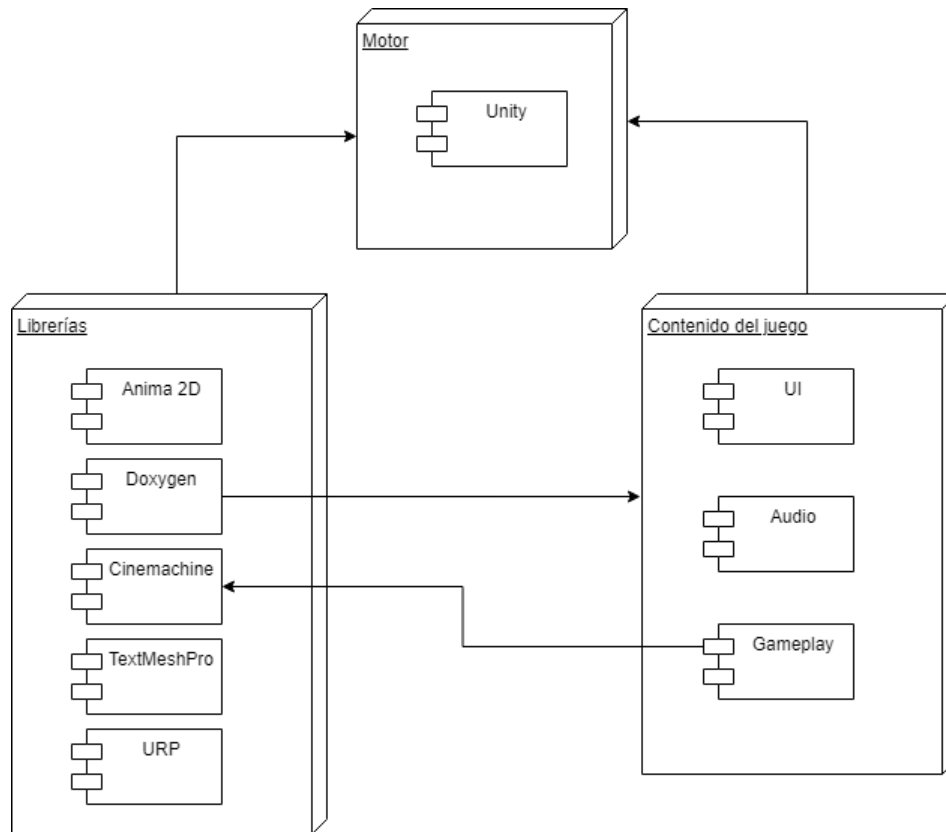 Motor
Unity
Librerías
Anima 2D
Doxygen
Cinemachine
TextMeshPro
URP
Contenido del juego
UI
Audio
Gameplay